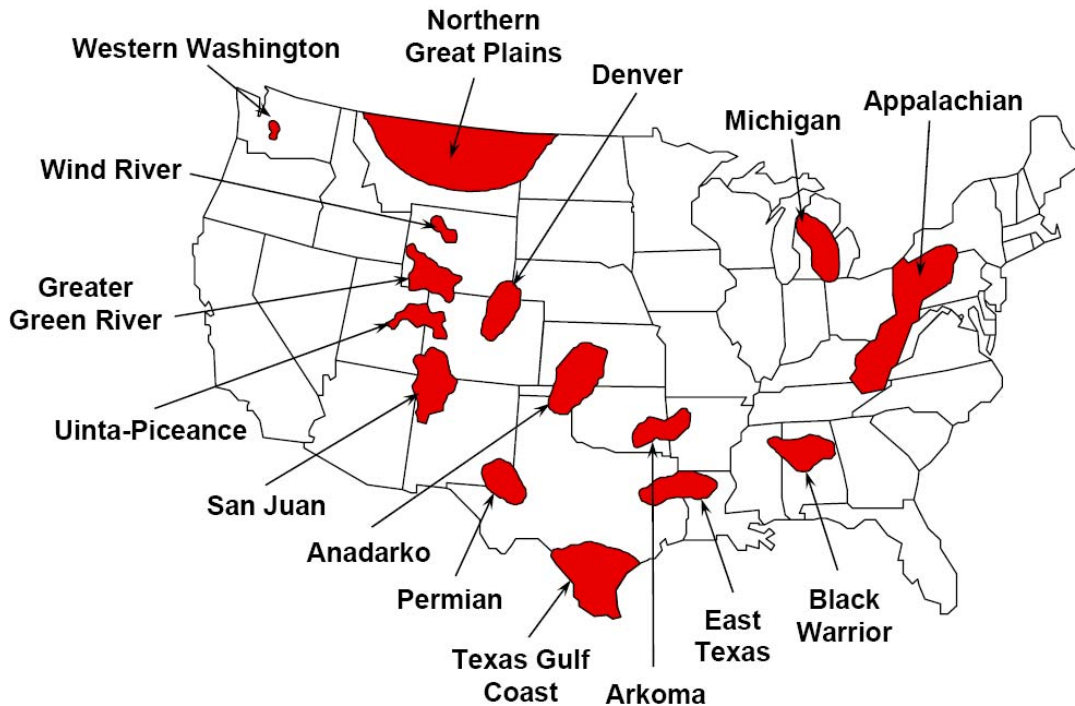 Northern
Great Plains
Western Washington
Denver
Appalachian
Michigan
Wind River
Greater
Green River
Uinta-Piceance
San Juan
Anadarko
Permian
Texas Gulf
Coast
Arkoma
East
Texas
Black
Warrior